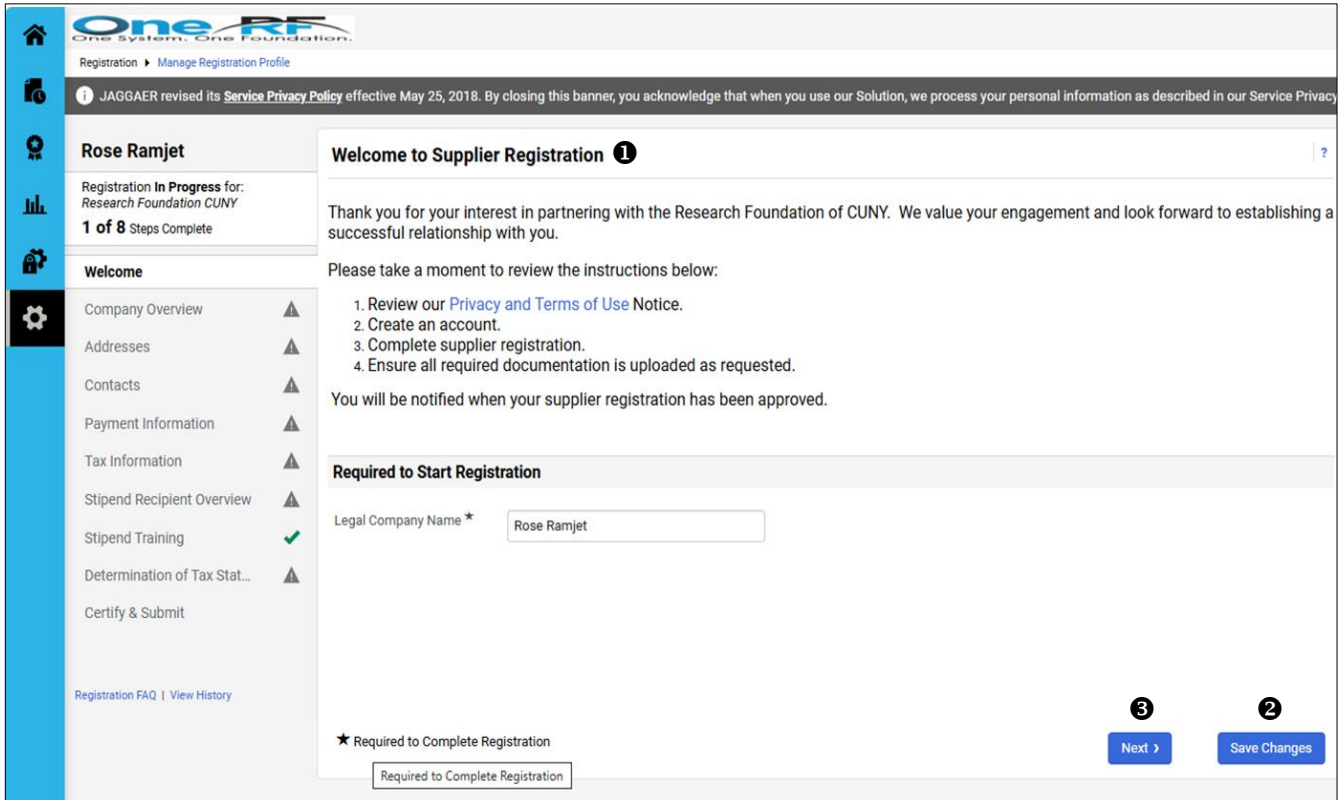 One RF
One System. One Foundation.
Registration ▸ Manage Registration Profile
JAGGAER revised its Service Privacy Policy effective May 25, 2018. By closing this banner, you acknowledge that when you use our Solution, we process your personal information as described in our Service Privacy
Rose Ramjet
Registration In Progress for:
Research Foundation CUNY
1 of 8 Steps Complete
Welcome
Company Overview
Addresses
Contacts
Payment Information
Tax Information
Stipend Recipient Overview
Stipend Training
Determination of Tax Stat...
Certify & Submit
Registration FAQ | View History
Welcome to Supplier Registration ❶
?
Thank you for your interest in partnering with the Research Foundation of CUNY. We value your engagement and look forward to establishing a
successful relationship with you.
Please take a moment to review the instructions below:
1. Review our Privacy and Terms of Use Notice.
2. Create an account.
3. Complete supplier registration.
4. Ensure all required documentation is uploaded as requested.
You will be notified when your supplier registration has been approved.
Required to Start Registration
Legal Company Name ★ Rose Ramjet
❸ ❷
★ Required to Complete Registration
Next › Save Changes
Required to Complete Registration